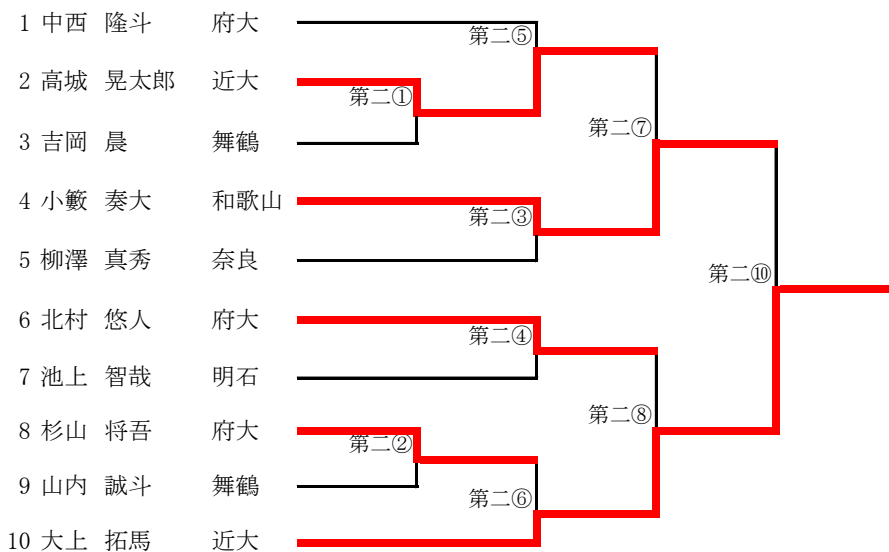 1 中西 隆斗 府大
第二⑤
2 高城 晃太郎 近大
第二①
第二⑦
3 吉岡 晨 舞鶴
4 小籔 奏大 和歌山
第二③
5 柳澤 真秀 奈良
第二⑩
6 北村 悠人 府大
第二④
7 池上 智哉 明石
第二⑧
8 杉山 将吾 府大
第二②
9 山内 誠斗 舞鶴
第二⑥
10 大上 拓馬 近大